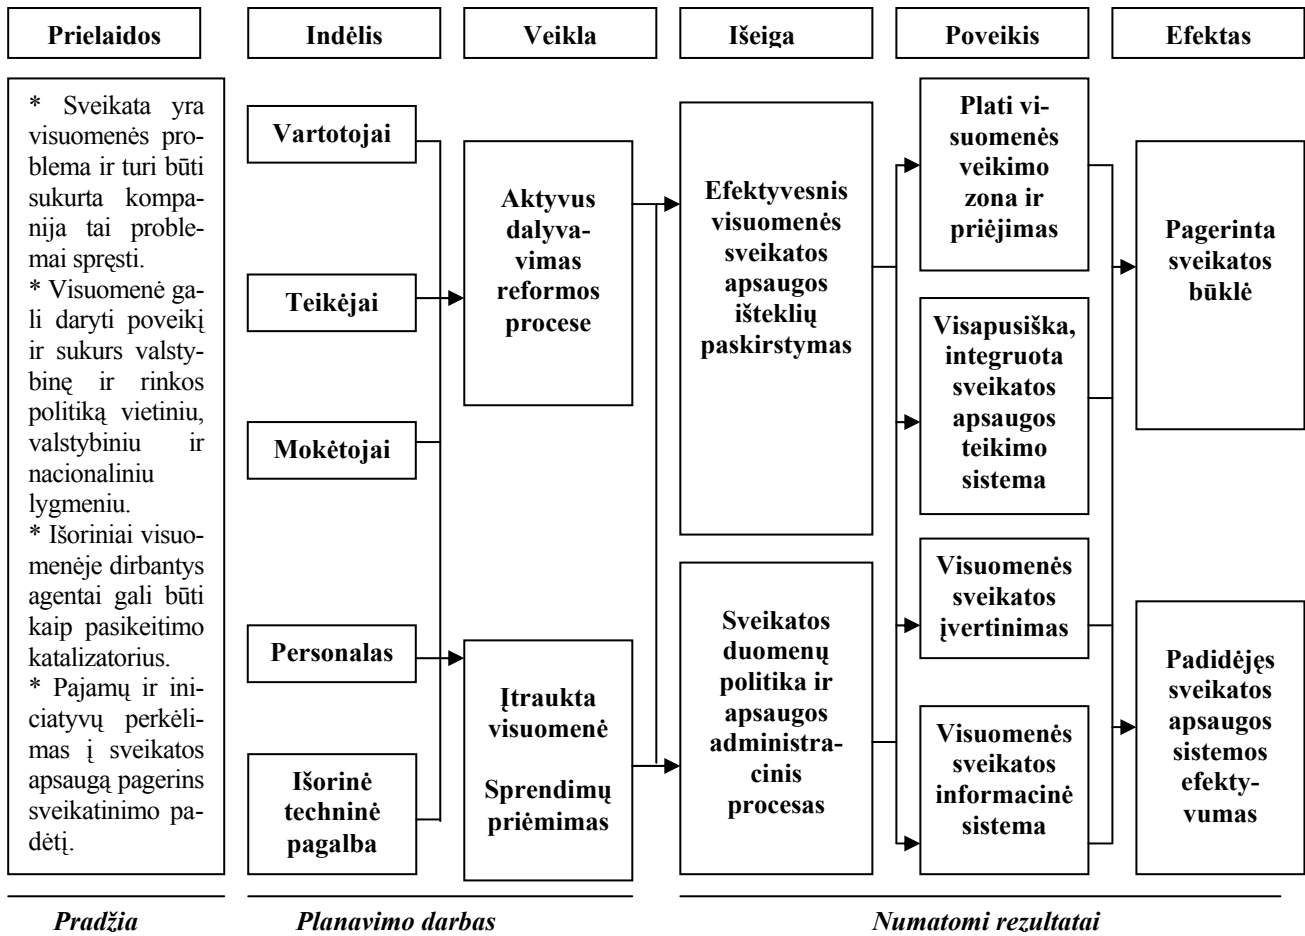 Prielaidos
Indėlis
Veikla
Išeiga
Poveikis
Efektas
* Sveikata yra
visuomenės pro-
blema ir turi būti
sukurta kompa-
nija tai proble-
mai spręsti.
* Visuomenė ga-
li daryti poveikį
ir sukurs valsty-
binę ir rinkos
politiką vietiniu,
valstybiniu ir
nacionaliniu
lygmeniu.
* Išoriniai visuo-
menėje dirbantys
agentai gali būti
kaip pasikeitimo
katalizatorius.
* Pajamų ir ini-
ciatyvų perkėli-
mas į sveikatos
apsaugą pagerins
sveikatinimo pa-
dėtį.
Vartotojai
Teikėjai
Mokėtojai
Personalas
Išorinė
techninė
pagalba
Aktyvus
dalyva-
vimas
reformos
procese
Įtraukta
visuomenė
Sprendimų
priėmimas
Efektyvesnis
visuomenės
sveikatos
apsaugos
išteklių
paskirstymas
Sveikatos
duomenų
politika ir
apsaugos
administra-
cinis
procesas
Plati vi-
suomenės
veikimo
zona ir
priėjimas
Visapusiška,
integruota
sveikatos
apsaugos
teikimo
sistema
Visuomenės
sveikatos
įvertinimas
Visuomenės
sveikatos
informacinė
sistema
Pagerinta
sveikatos
būklė
Padidėjęs
sveikatos
apsaugos
sistemos
efekty-
vumas
Pradžia
Planavimo darbas
Numatomi rezultatai